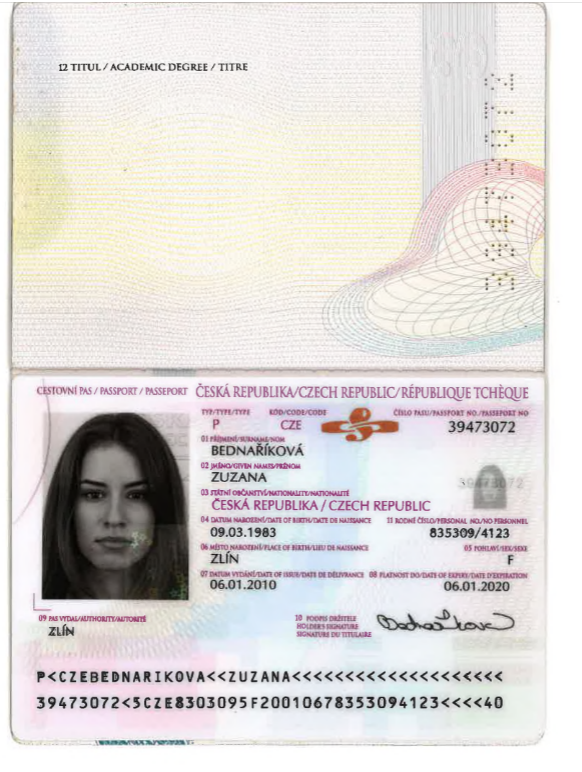 12 TITUL / ACADEMIC DEGREE / TITRE
CESTOVNÍ PAS / PASSPORT / PASSEPORT ČESKÁ REPUBLIKA/CZECH REPUBLIC/RÉPUBLIQUE TCHÈQUE
TYP/TYPE/TYPE KÓD/CODE/CODE ČÍSLO PASU/PASSPORT NO./PASSEPORT NO
P CZE 39473072
01 PŘÍJMENÍ/SURNAME/NOM
BEDNAŘÍKOVÁ
02 JMÉNO/GIVEN NAMES/PRÉNOM
ZUZANA 39473072
03 STÁTNÍ OBČANSTVÍ/NATIONALITY/NATIONALITÉ
ČESKÁ REPUBLIKA / CZECH REPUBLIC
04 DATUM NAROZENÍ/DATE OF BIRTH/DATE DE NAISSANCE 11 RODNÉ ČÍSLO/PERSONAL NO./NO PERSONNEL
09.03.1983 835309/4123
06 MÍSTO NAROZENÍ/PLACE OF BIRTH/LIEU DE NAISSANCE 05 POHLAVÍ/SEX/SEXE
ZLÍN F
07 DATUM VYDÁNÍ/DATE OF ISSUE/DATE DE DÉLIVRANCE 08 PLATNOST DO/DATE OF EXPIRY/DATE D'EXPIRATION
06.01.2010 06.01.2020
09 PAS VYDAL/AUTHORITY/AUTORITÉ
ZLÍN
10 PODPIS DRŽITELE
HOLDER'S SIGNATURE
SIGNATURE DU TITULAIRE
P<CZEBEDNARIKOVA<<ZUZANA<<<<<<<<<<<<<<<<<<<<
39473072<5CZE8303095F20010678353094123<<<<40